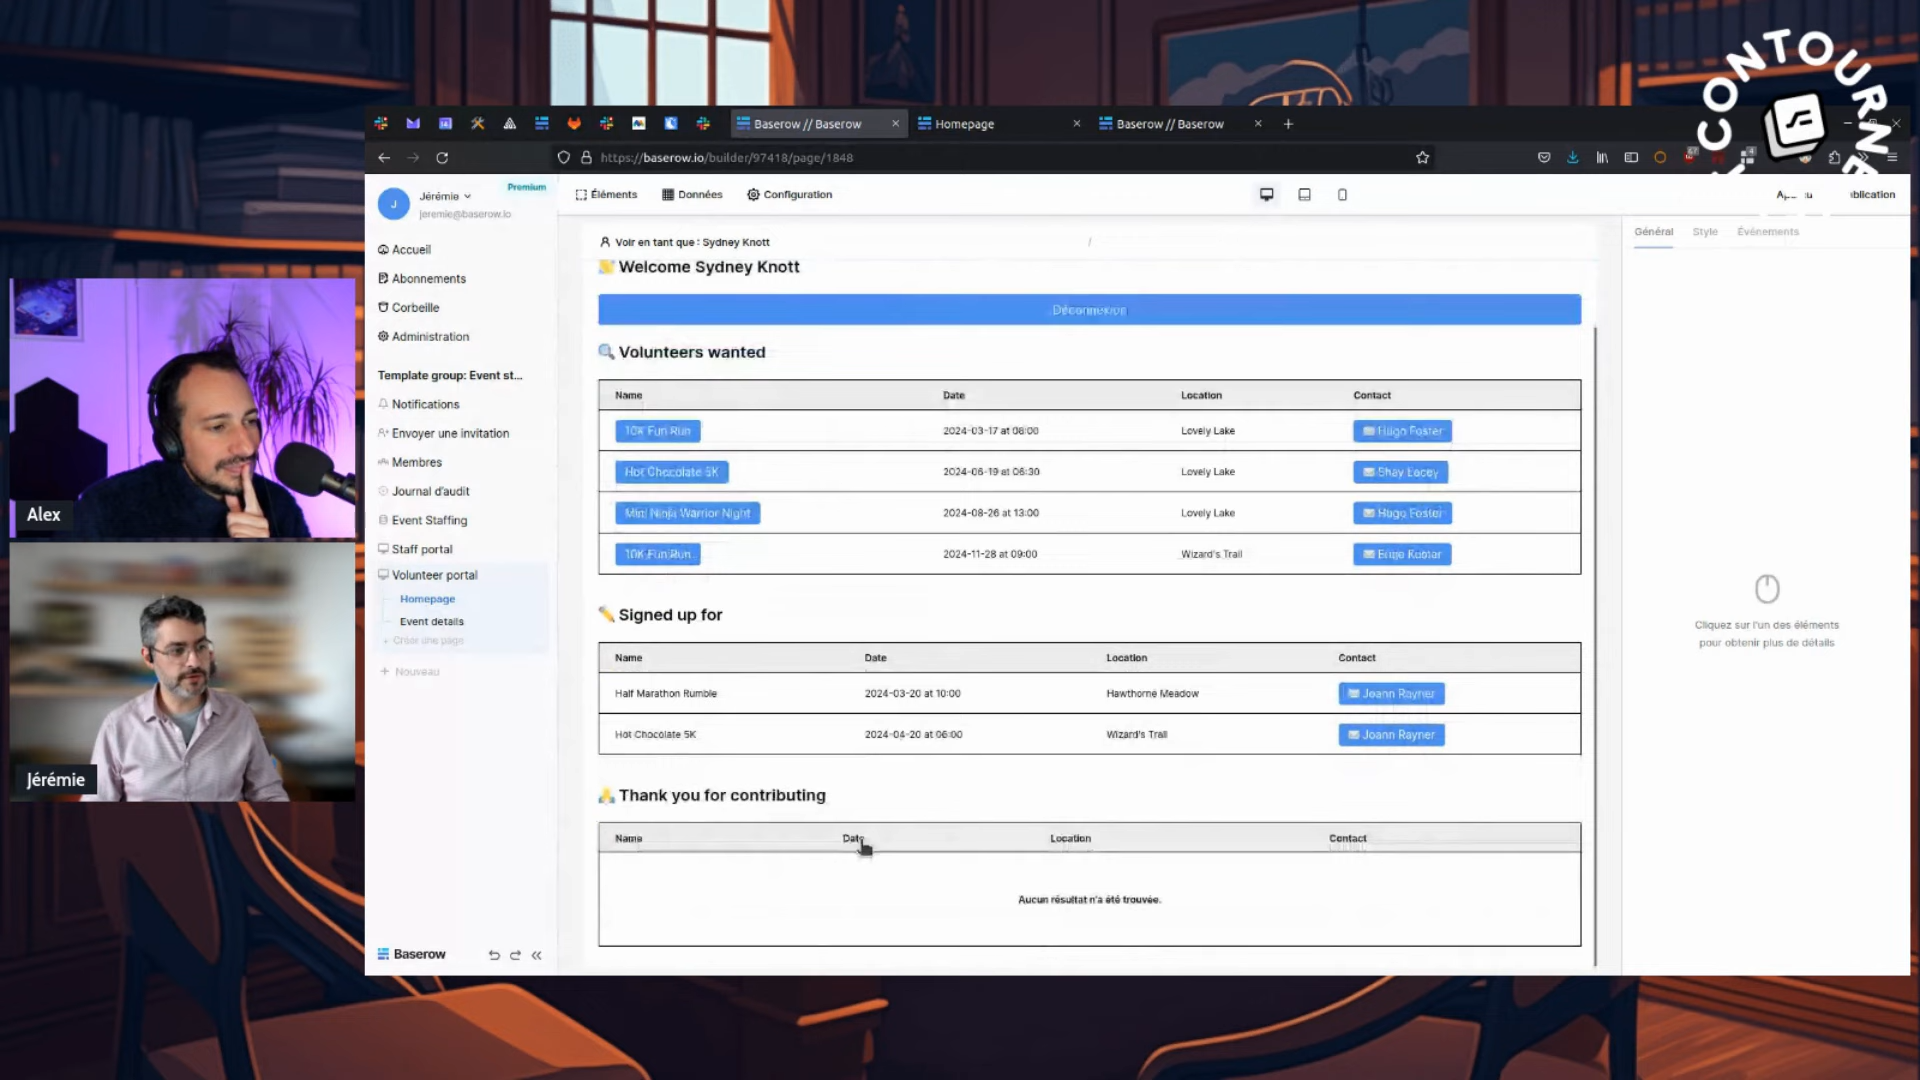 CONTOURNE
Baserow // Baserow
Homepage
Baserow // Baserow
https://baserow.io/builder/97418/page/1848
J
Jérémie
jeremie@baserow.io
Premium
Éléments
Données
Configuration
Accueil
Abonnements
Corbeille
Administration
Template group: Event st...
Notifications
Envoyer une invitation
Membres
Journal d'audit
Event Staffing
Staff portal
Volunteer portal
Homepage
Event details
+ Créer une page
+ Nouveau
Baserow
Voir en tant que : Sydney Knott
/
👋 Welcome Sydney Knott
Déconnexion
🔍 Volunteers wanted
Name Date Location Contact
10K Fun Run 2024-03-17 at 08:00 Lovely Lake Hugo Foster
Hot Chocolate 5K 2024-06-19 at 06:30 Lovely Lake Shay Lacey
Mini Ninja Warrior Night 2024-08-26 at 13:00 Lovely Lake Hugo Foster
10K Fun Run 2024-11-28 at 09:00 Wizard's Trail Kumar
✏️ Signed up for
Name Date Location Contact
Half Marathon Rumble 2024-03-20 at 10:00 Hawthorne Meadow Joann Rayner
Hot Chocolate 5K 2024-04-20 at 06:00 Wizard's Trail Joann Rayner
🙏 Thank you for contributing
Name Date Location Contact
Aucun résultat n'a été trouvée.
Général Style Événements
Cliquez sur l'un des éléments
pour obtenir plus de détails
Alex
Jérémie